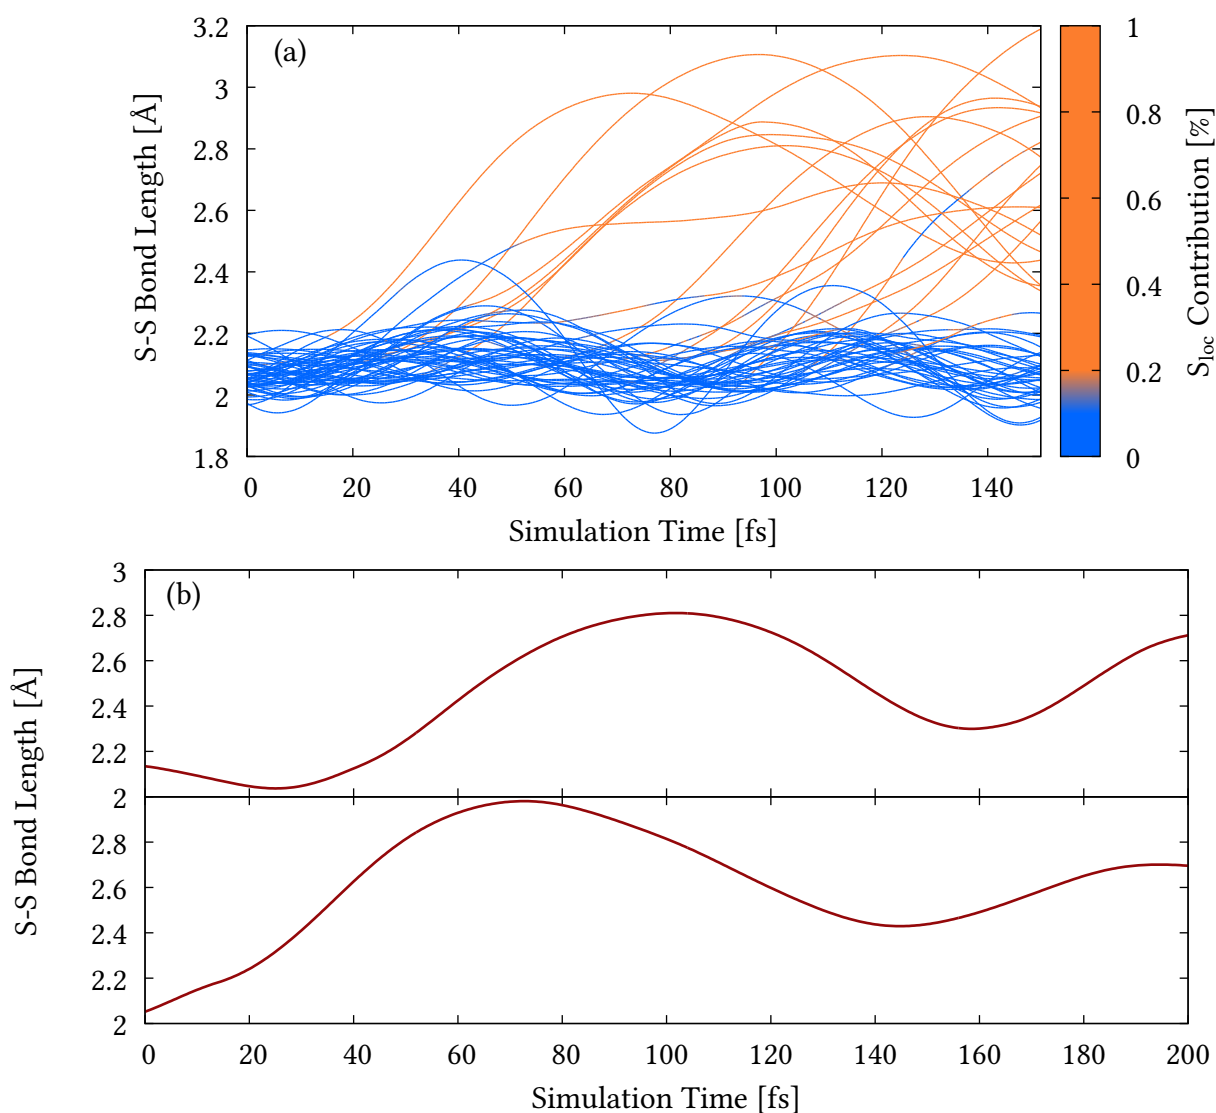 (a)
3.2
3
2.8
2.6
2.4
2.2
2
1.8
S-S Bond Length [Å]
0 20 40 60 80 100 120 140
Simulation Time [fs]
1
0.8
0.6
0.4
0.2
0
S_loc Contribution [%]
(b)
3
2.8
2.6
2.4
2.2
2
2
2.8
2.6
2.4
2.2
2
S-S Bond Length [Å]
0 20 40 60 80 100 120 140 160 180 200
Simulation Time [fs]